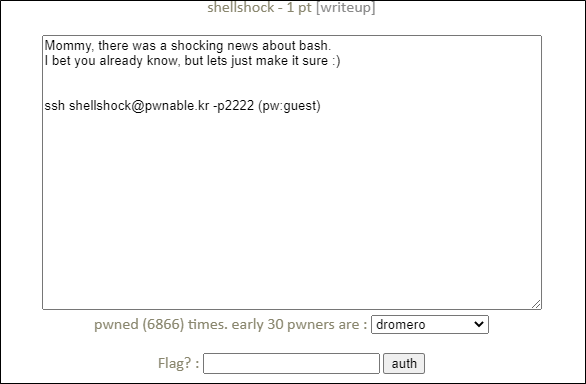 shellshock - 1 pt [writeup]
Mommy, there was a shocking news about bash.
I bet you already know, but lets just make it sure :)
ssh shellshock@pwnable.kr -p2222 (pw:guest)
pwned (6866) times. early 30 pwners are : dromero
Flag? : auth